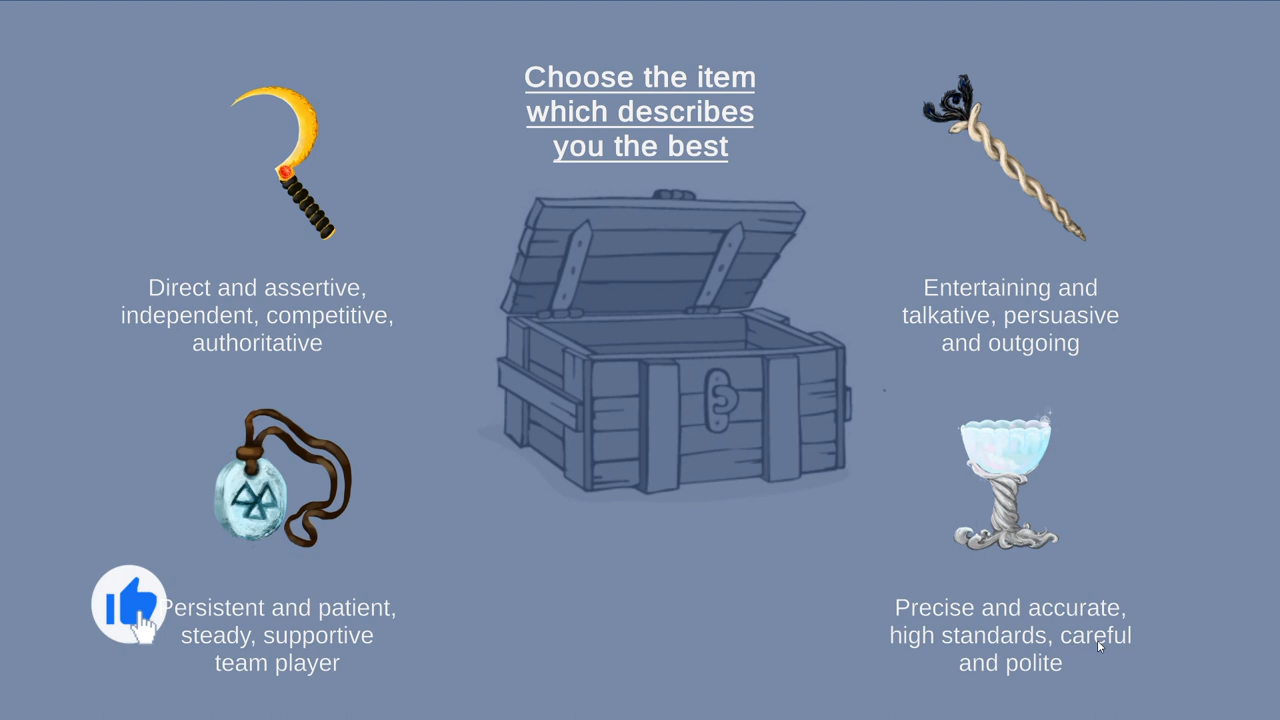 Choose the item
which describes
you the best
Direct and assertive,
independent, competitive,
authoritative
Entertaining and
talkative, persuasive
and outgoing
Persistent and patient,
steady, supportive
team player
Precise and accurate,
high standards, careful
and polite